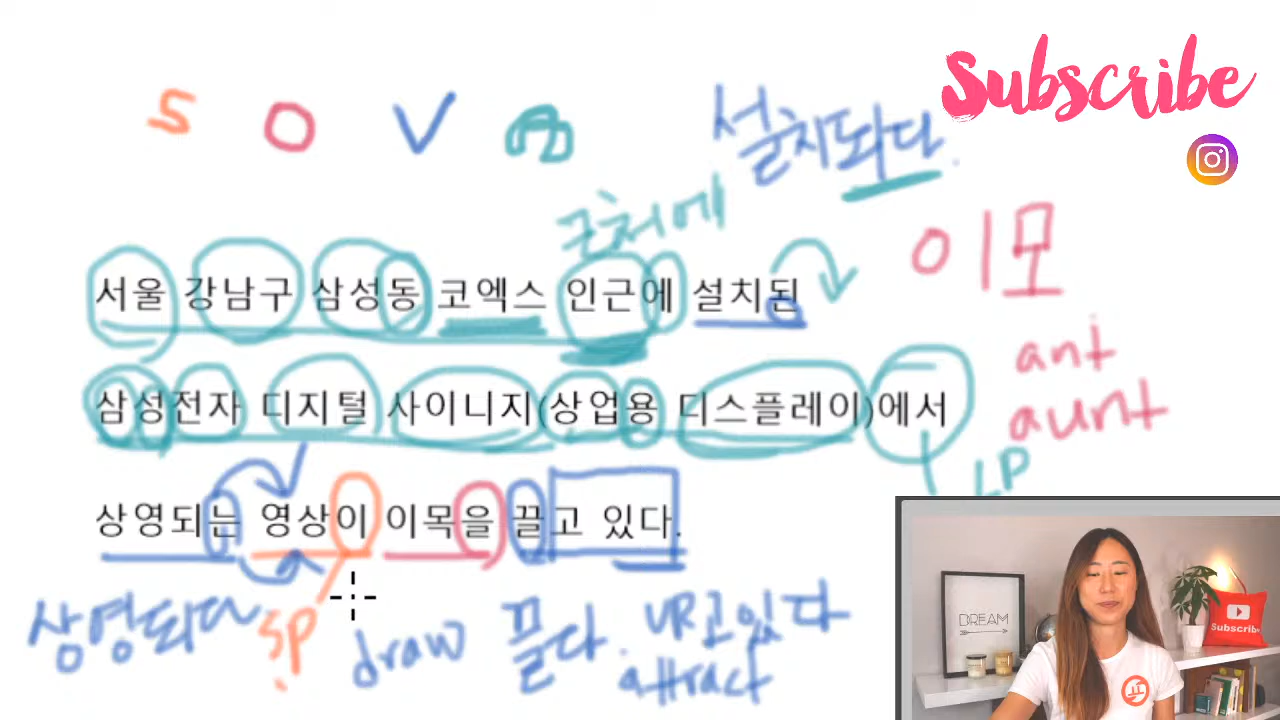 Subscribe
S O V
설치되다.
근처에
이모
서울 강남구 삼성동 코엑스 인근에 설치된
ant
aunt
삼성전자 디지털 사이니지(상업용 디스플레이)에서
LP
상영되는 영상이 이목을 끌고 있다.
상영되다
SP
draw 끌다. VR고있다
attract
DREAM
Subscribe